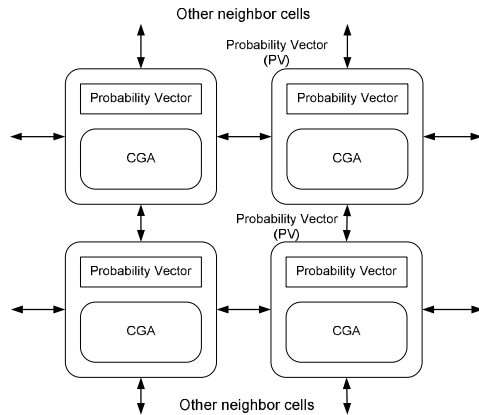 Other neighbor cells
Probability Vector
(PV)
Probability Vector
Probability Vector
CGA
CGA
Probability Vector
(PV)
Probability Vector
Probability Vector
CGA
CGA
Other neighbor cells